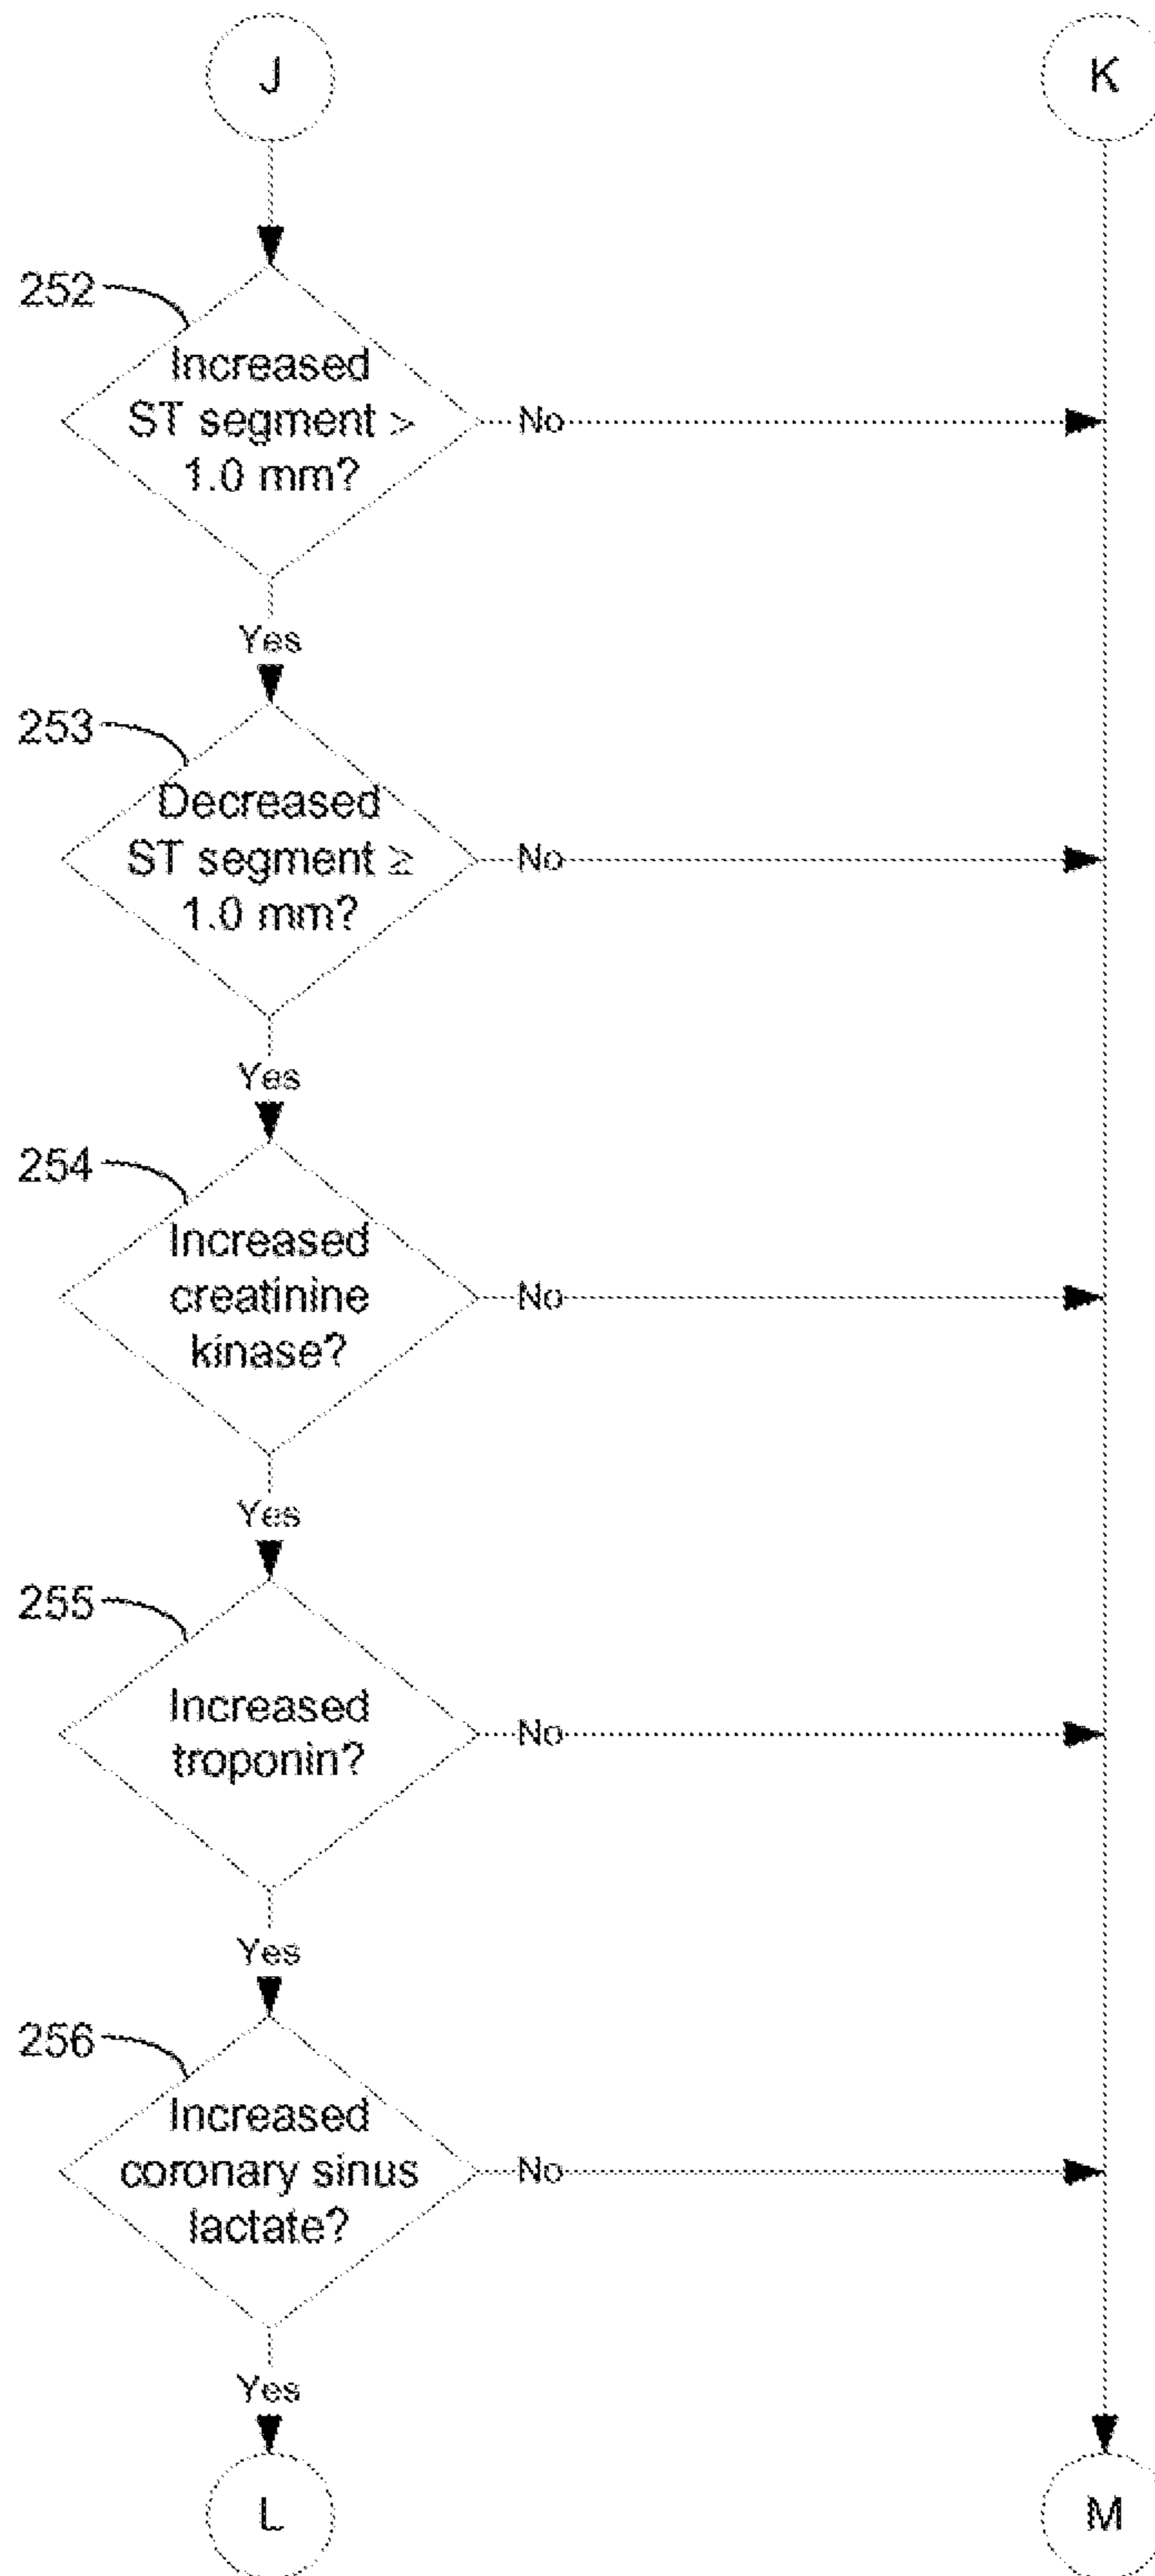 J
K
252
Increased
ST segment >
1.0 mm?
No
Yes
253
Decreased
ST segment ≥
1.0 mm?
No
Yes
254
Increased
creatinine
kinase?
No
Yes
255
Increased
troponin?
No
Yes
256
Increased
coronary sinus
lactate?
No
Yes
L
M